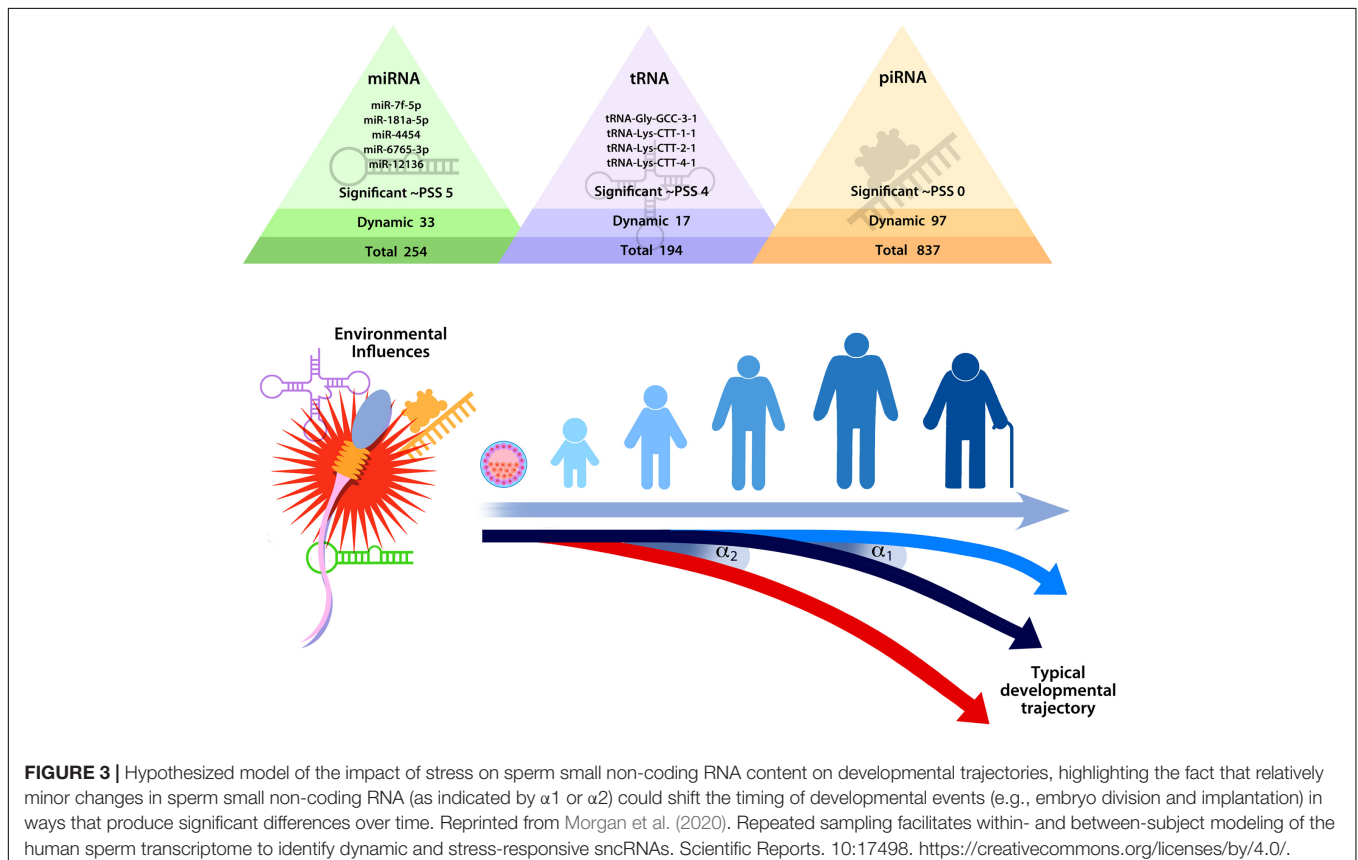 miRNA
miR-7f-5p
miR-181a-5p
miR-4454
miR-6765-3p
miR-12136
Significant ~PSS 5
Dynamic 33
Total 254
tRNA
tRNA-Gly-GCC-3-1
tRNA-Lys-CTT-1-1
tRNA-Lys-CTT-2-1
tRNA-Lys-CTT-4-1
Significant ~PSS 4
Dynamic 17
Total 194
piRNA
Significant ~PSS 0
Dynamic 97
Total 837
Environmental
Influences
α2
α1
Typical
developmental
trajectory
FIGURE 3 | Hypothesized model of the impact of stress on sperm small non-coding RNA content on developmental trajectories, highlighting the fact that relatively
minor changes in sperm small non-coding RNA (as indicated by α1 or α2) could shift the timing of developmental events (e.g., embryo division and implantation) in
ways that produce significant differences over time. Reprinted from Morgan et al. (2020). Repeated sampling facilitates within- and between-subject modeling of the
human sperm transcriptome to identify dynamic and stress-responsive sncRNAs. Scientific Reports. 10:17498. https://creativecommons.org/licenses/by/4.0/.